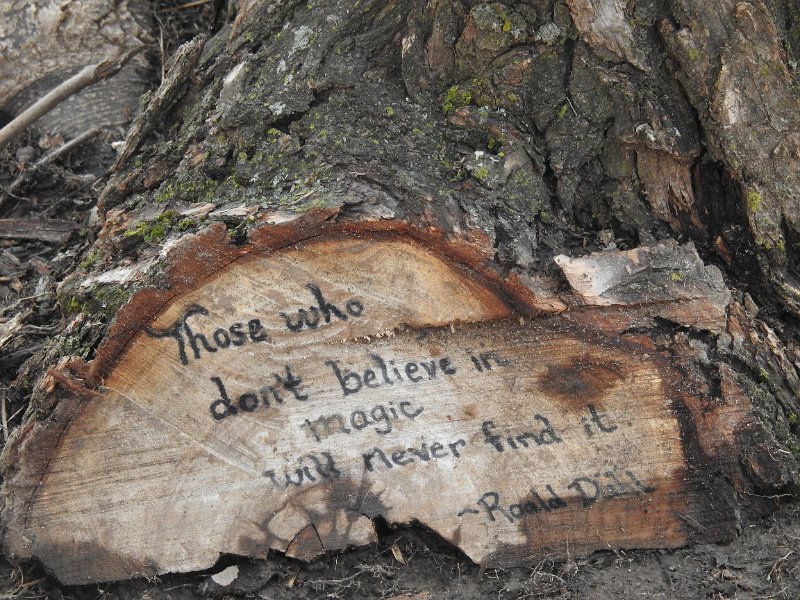 Those who
don't believe in
magic
will never find it.
~Roald Dahl